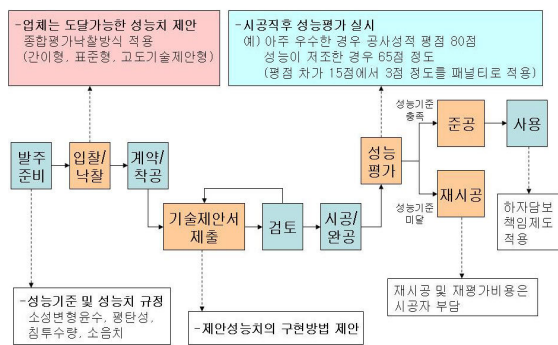 -업체는 도달가능한 성능치 제안
종합평가낙찰방식 적용
(간이형, 표준형, 고도기술제안형)
-시공직후 성능평가 실시
예) 아주 우수한 경우 공사성적 평점 80점
성능이 저조한 경우 65점 정도
(평점 차가 15점에서 3점 정도를 패널티로 적용)
발주
준비
입찰/
낙찰
계약/
착공
기술제안서
제출
검토
시공/
완공
성능
평가
성능기준
충족
준공
사용
성능기준
미달
재시공
하자담보
책임제도
적용
재시공 및 재평가비용은
시공자 부담
-성능기준 및 성능치 규정
소성변형윤수, 평탄성,
침투수량, 소음치
-제안성능치의 구현방법 제안